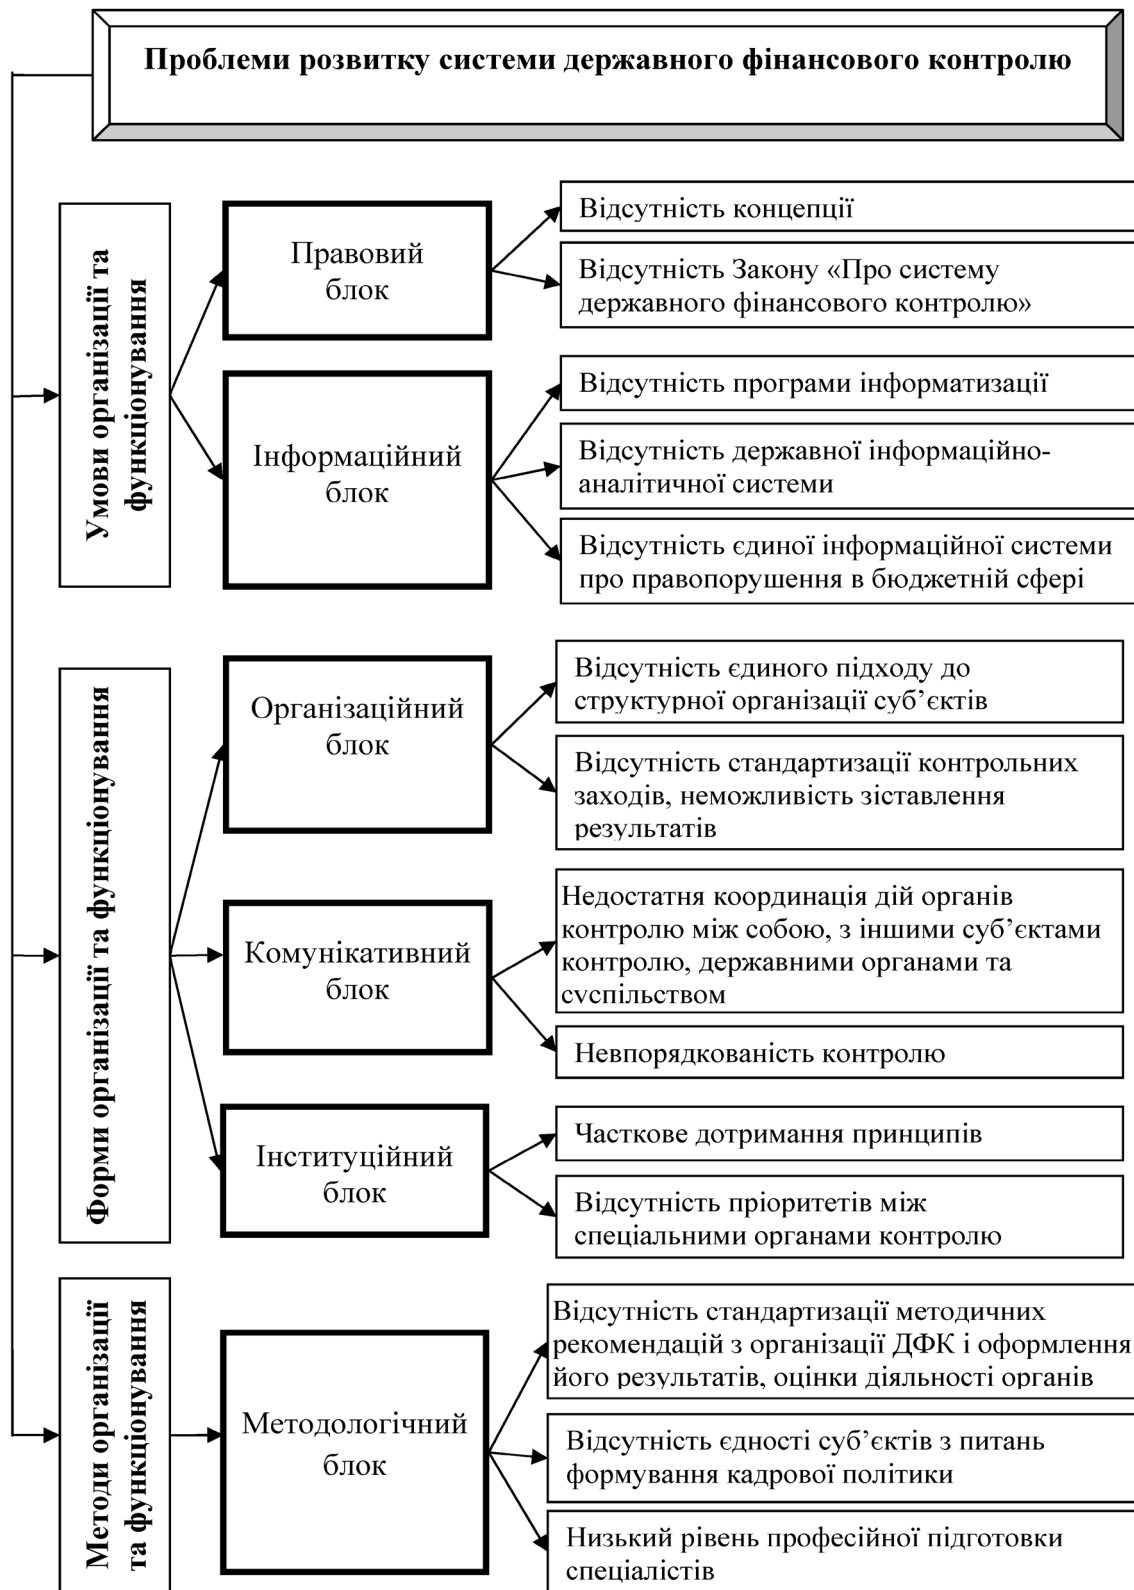 Проблеми розвитку системи державного фінансового контролю
Умови організації та
функціонування
Правовий
блок
Відсутність концепції
Відсутність Закону «Про систему
державного фінансового контролю»
Інформаційний
блок
Відсутність програми інформатизації
Відсутність державної інформаційно-
аналітичної системи
Відсутність єдиної інформаційної системи
про правопорушення в бюджетній сфері
Форми організації та функціонування
Організаційний
блок
Відсутність єдиного підходу до
структурної організації суб’єктів
Відсутність стандартизації контрольних
заходів, неможливість зіставлення
результатів
Комунікативний
блок
Недостатня координація дій органів
контролю між собою, з іншими суб’єктами
контролю, державними органами та
суспільством
Невпорядкованість контролю
Інституційний
блок
Часткове дотримання принципів
Відсутність пріоритетів між
спеціальними органами контролю
Методи організації
та функціонування
Методологічний
блок
Відсутність стандартизації методичних
рекомендацій з організації ДФК і оформлення
його результатів, оцінки діяльності органів
Відсутність єдності суб’єктів з питань
формування кадрової політики
Низький рівень професійної підготовки
спеціалістів